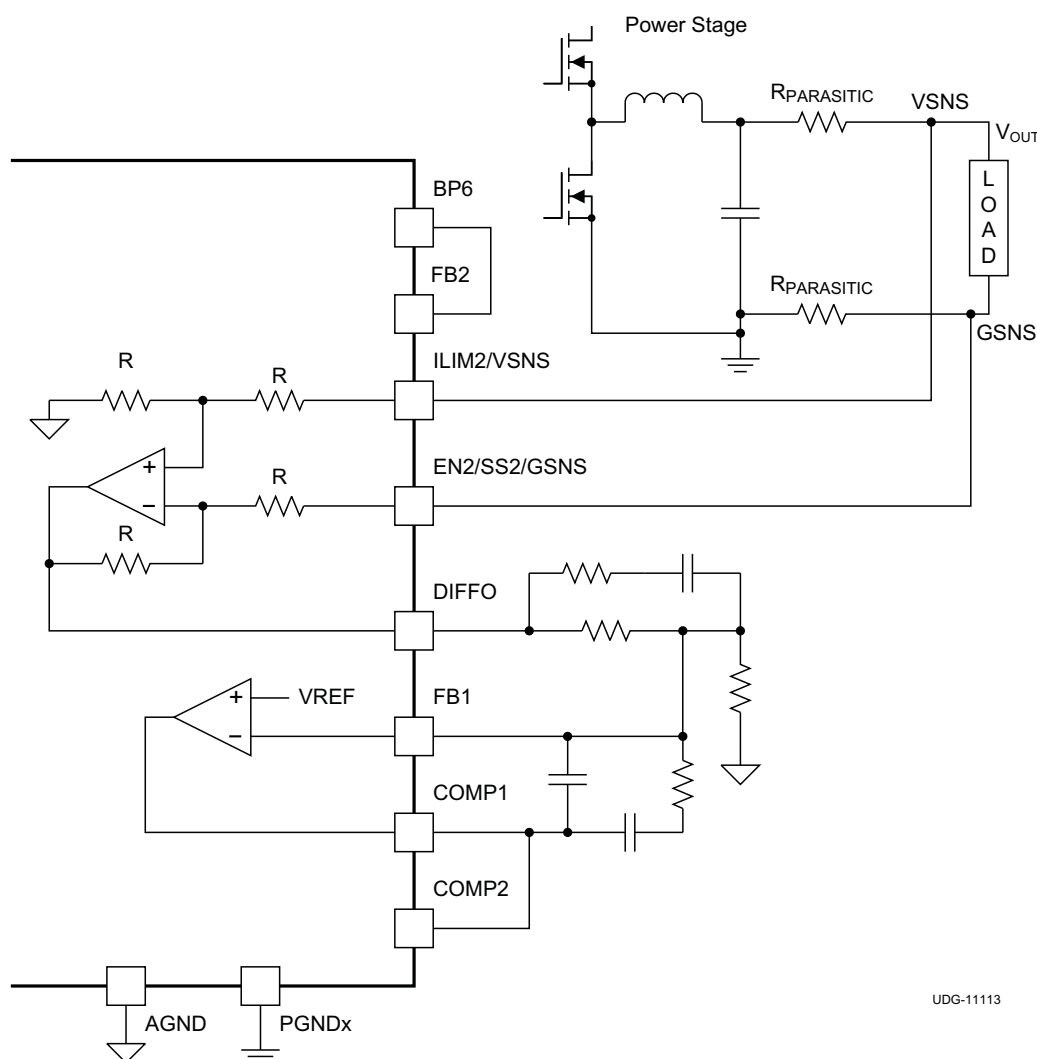 Power Stage
RPARASITIC
VSNS
VOUT
LOAD
BP6
FB2
RPARASITIC
GSNS
ILIM2/VSNS
R
R
+
EN2/SS2/GSNS
R
–
R
DIFFO
+
VREF
FB1
–
COMP1
COMP2
AGND
PGNDx
UDG-11113